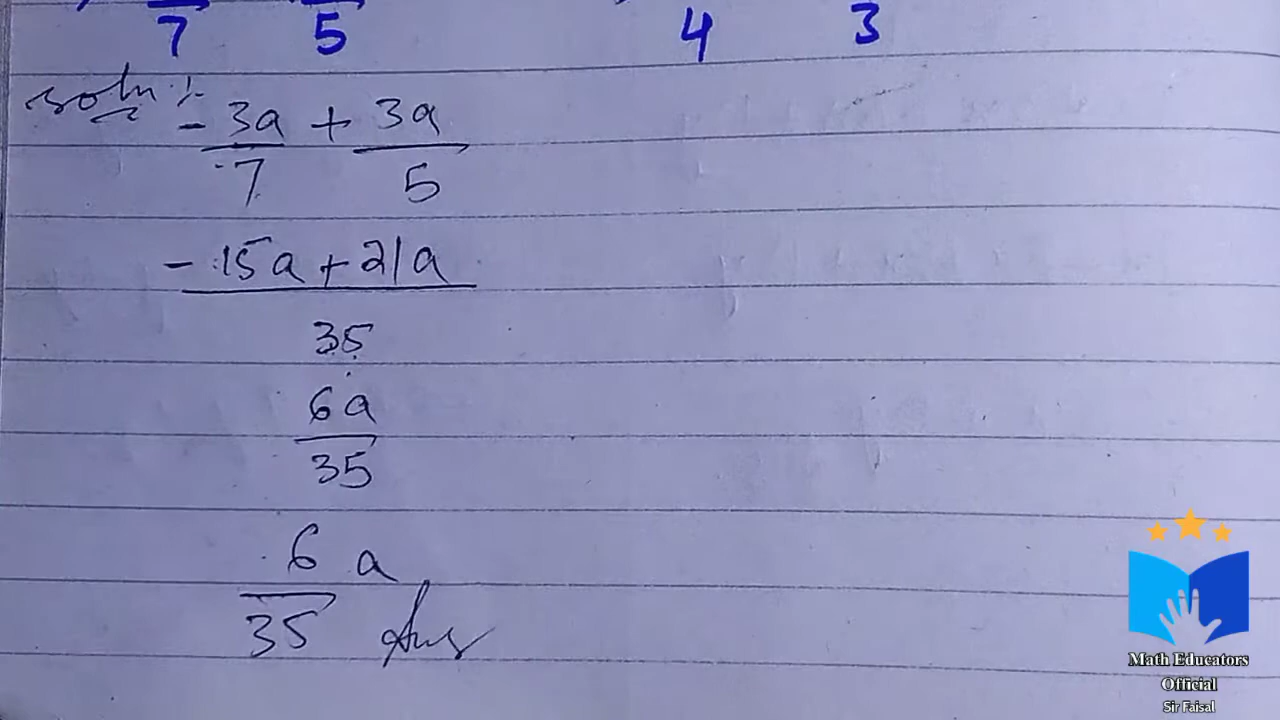 7 5 4 3
soln :-
- 3a + 3a
7 5
- 15a + 21a
35
6a
35
6 a
35 Ans
Math Educators
Official
Sir Faisal